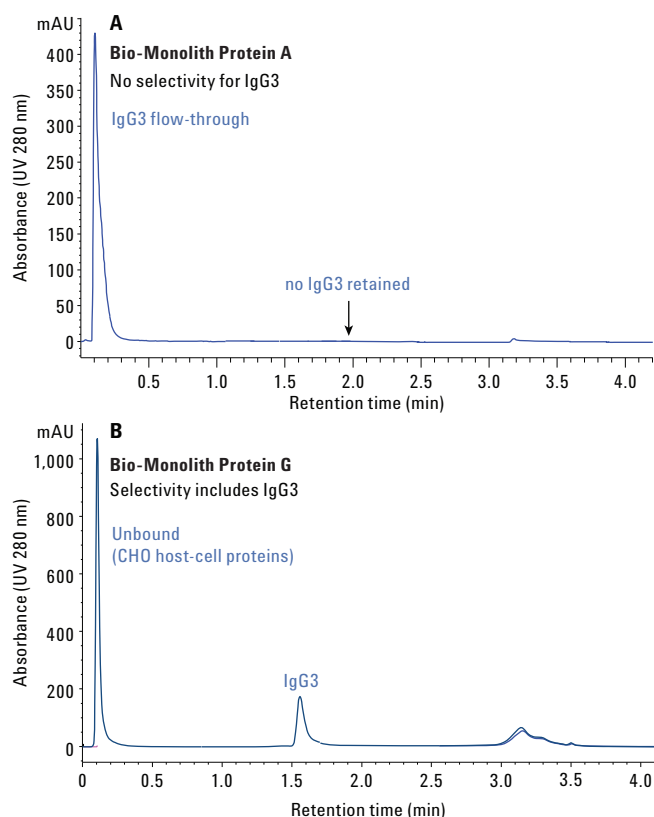 mAU
A
Bio-Monolith Protein A
No selectivity for IgG3
IgG3 flow-through
no IgG3 retained
Absorbance (UV 280 nm)
400
350
300
250
200
150
100
50
0
0.5 1.0 1.5 2.0 2.5 3.0 3.5 4.0
Retention time (min)
mAU
B
Bio-Monolith Protein G
Selectivity includes IgG3
Unbound
(CHO host-cell proteins)
IgG3
Absorbance (UV 280 nm)
1,000
800
600
400
200
0
0 0.5 1.0 1.5 2.0 2.5 3.0 3.5 4.0
Retention time (min)